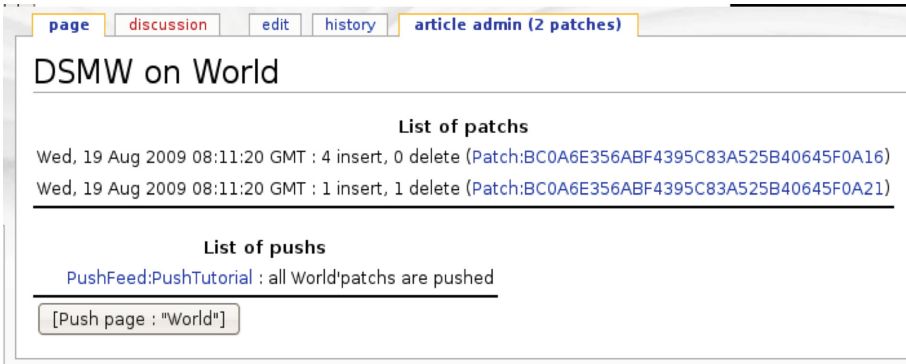 page discussion edit history article admin (2 patches)
DSMW on World
List of patchs
Wed, 19 Aug 2009 08:11:20 GMT : 4 insert, 0 delete (Patch:BC0A6E356ABF4395C83A525B40645F0A16)
Wed, 19 Aug 2009 08:11:20 GMT : 1 insert, 1 delete (Patch:BC0A6E356ABF4395C83A525B40645F0A21)
List of pushs
PushFeed:PushTutorial : all World'patchs are pushed
[Push page : "World"]